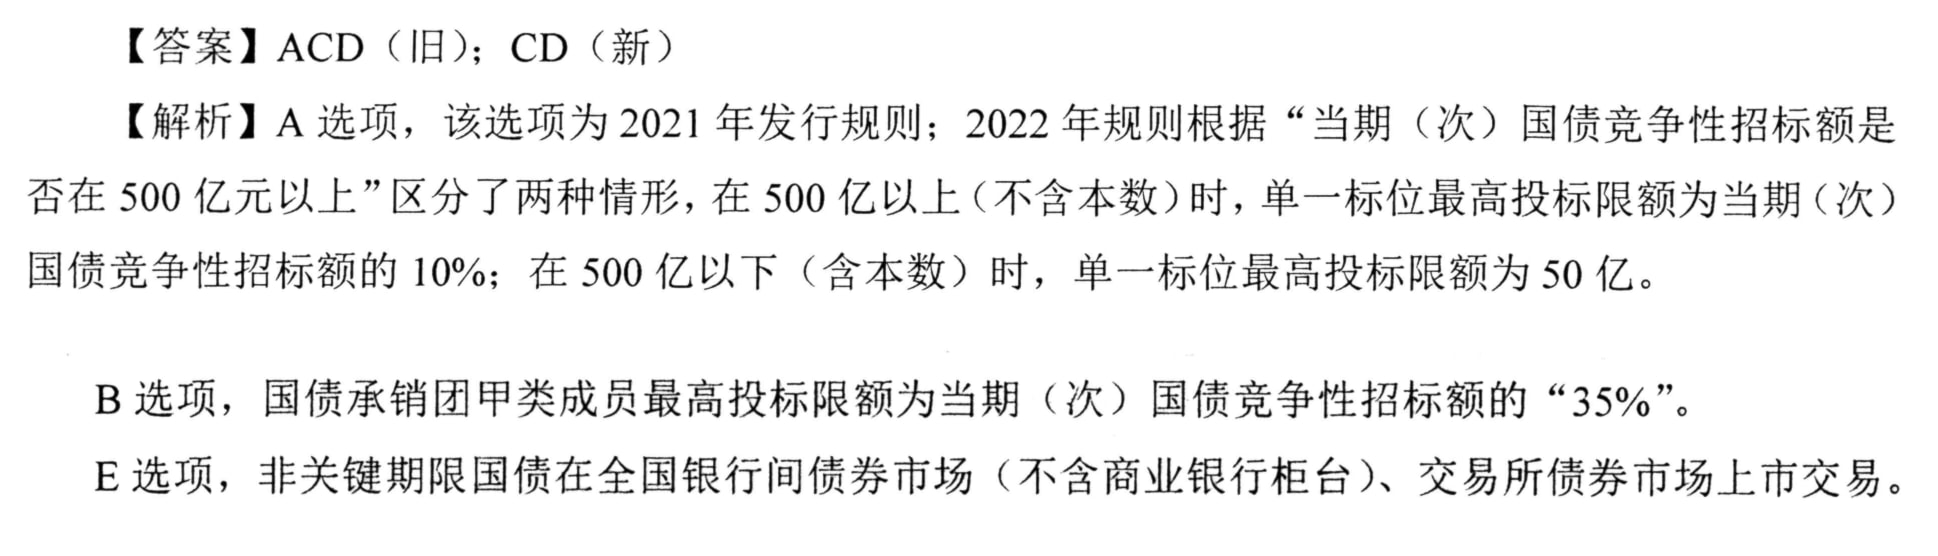 【答案】ACD（旧）；CD（新）
【解析】A 选项，该选项为 2021 年发行规则；2022 年规则根据“当期（次）国债竞争性招标额是
否在 500 亿元以上”区分了两种情形，在 500 亿以上（不含本数）时，单一标位最高投标限额为当期（次）
国债竞争性招标额的 10%；在 500 亿以下（含本数）时，单一标位最高投标限额为 50 亿。
B 选项，国债承销团甲类成员最高投标限额为当期（次）国债竞争性招标额的“35%”。
E 选项，非关键期限国债在全国银行间债券市场（不含商业银行柜台）、交易所债券市场上市交易。